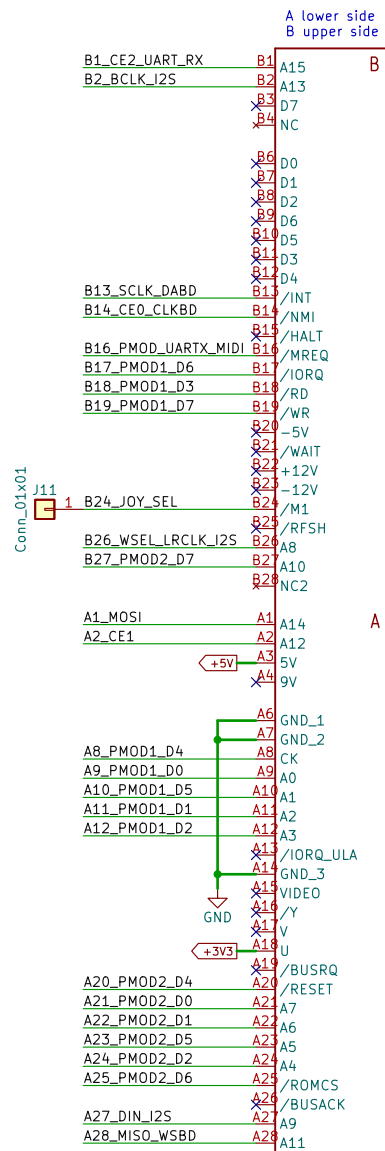 A lower side
B upper side
B
B1_CE2_UART_RX B1 A15
B2_BCLK_I2S B2 A13
B3 D7
B4 NC
B6 D0
B7 D1
B8 D2
B9 D6
B10 D5
B11 D3
B12 D4
B13_SCLK_DABD B13 /INT
B14_CE0_CLKBD B14 /NMI
B15 /HALT
B16_PMOD_UARTX_MIDI B16 /MREQ
B17_PMOD1_D6 B17 /IORQ
B18_PMOD1_D3 B18 /RD
B19_PMOD1_D7 B19 /WR
B20 -5V
B21 /WAIT
B22 +12V
B23 -12V
J11 Conn_01x01 1 B24_JOY_SEL B24 /M1
B25 /RFSH
B26_WSEL_LRCLK_I2S B26 A8
B27_PMOD2_D7 B27 A10
B28 NC2
A
A1_MOSI A1 A14
A2_CE1 A2 A12
+5V A3 5V
A4 9V
A6 GND_1
A7 GND_2
A8_PMOD1_D4 A8 CK
A9_PMOD1_D0 A9 A0
A10_PMOD1_D5 A10 A1
A11_PMOD1_D1 A11 A2
A12_PMOD1_D2 A12 A3
A13 /IORQ_ULA
A14 GND_3
A15 VIDEO
GND A16 /Y
A17 V
+3V3 A18 U
A19 /BUSRQ
A20_PMOD2_D4 A20 /RESET
A21_PMOD2_D0 A21 A7
A22_PMOD2_D1 A22 A6
A23_PMOD2_D5 A23 A5
A24_PMOD2_D2 A24 A4
A25_PMOD2_D6 A25 /ROMCS
A26 /BUSACK
A27_DIN_I2S A27 A9
A28_MISO_WSBD A28 A11